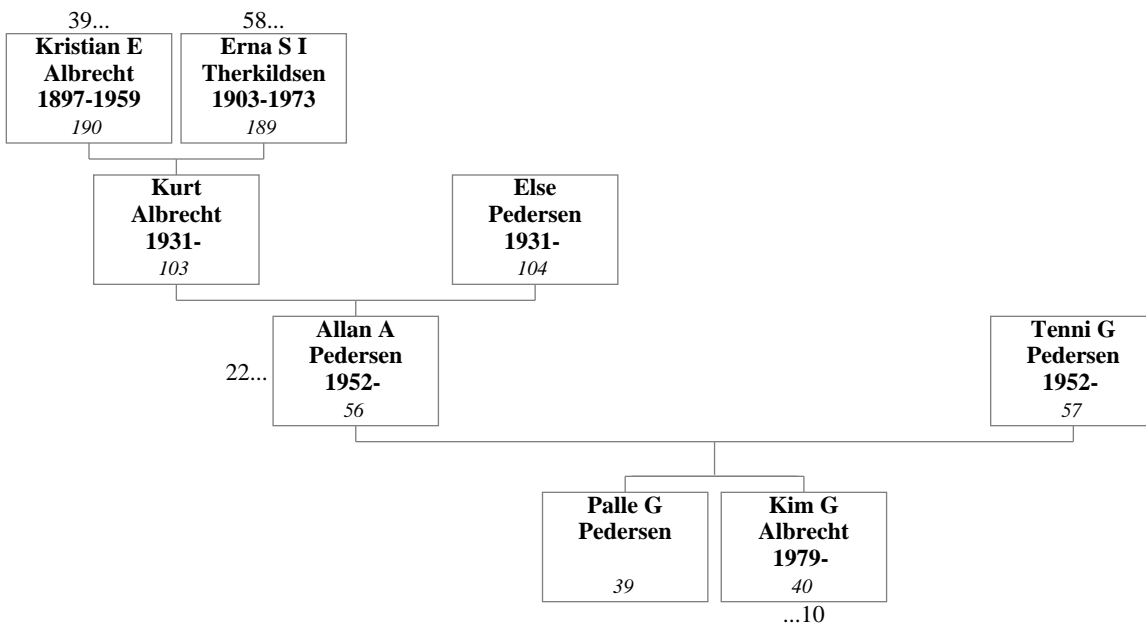 39...
Kristian E
Albrecht
1897-1959
190
58...
Erna S I
Therkildsen
1903-1973
189
Kurt
Albrecht
1931-
103
Else
Pedersen
1931-
104
22...
Allan A
Pedersen
1952-
56
Tenni G
Pedersen
1952-
57
Palle G
Pedersen
39
Kim G
Albrecht
1979-
40
...10